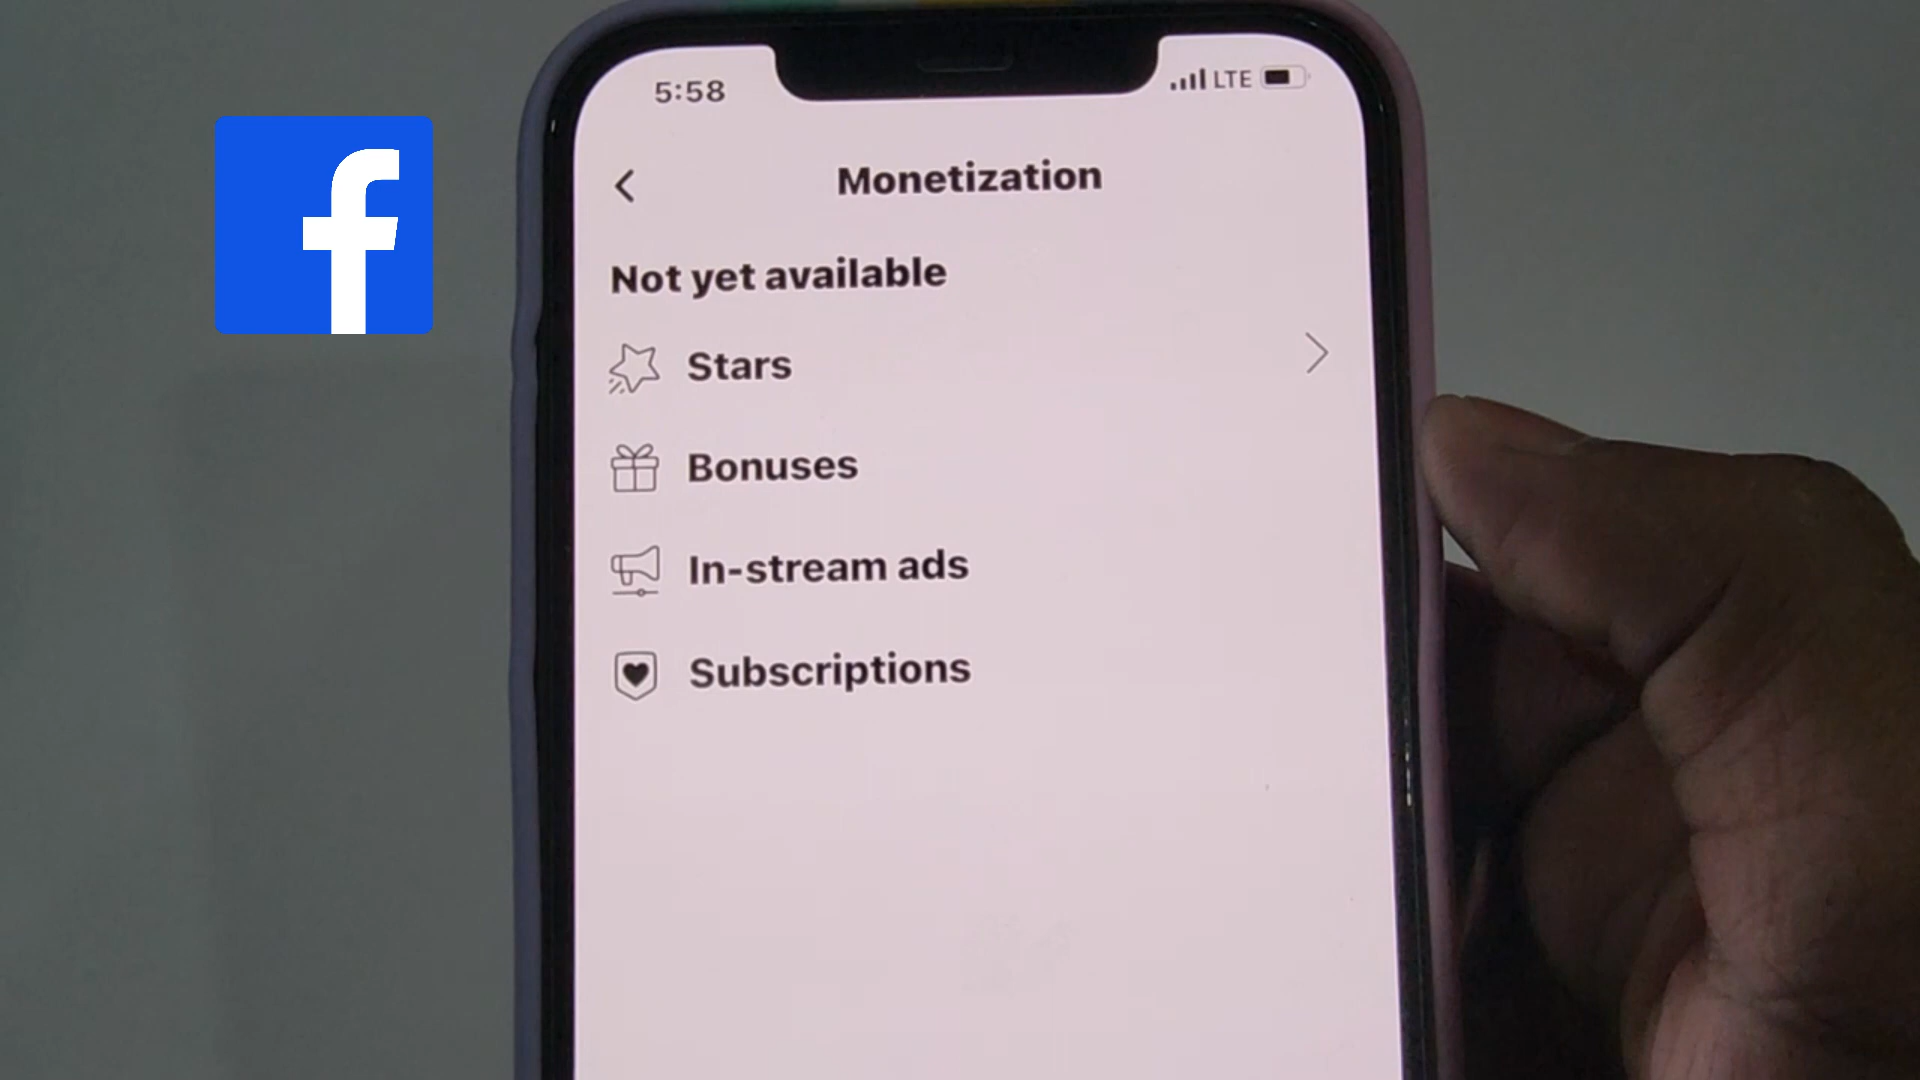 5:58
LTE
Monetization
Not yet available
Stars
Bonuses
In-stream ads
Subscriptions